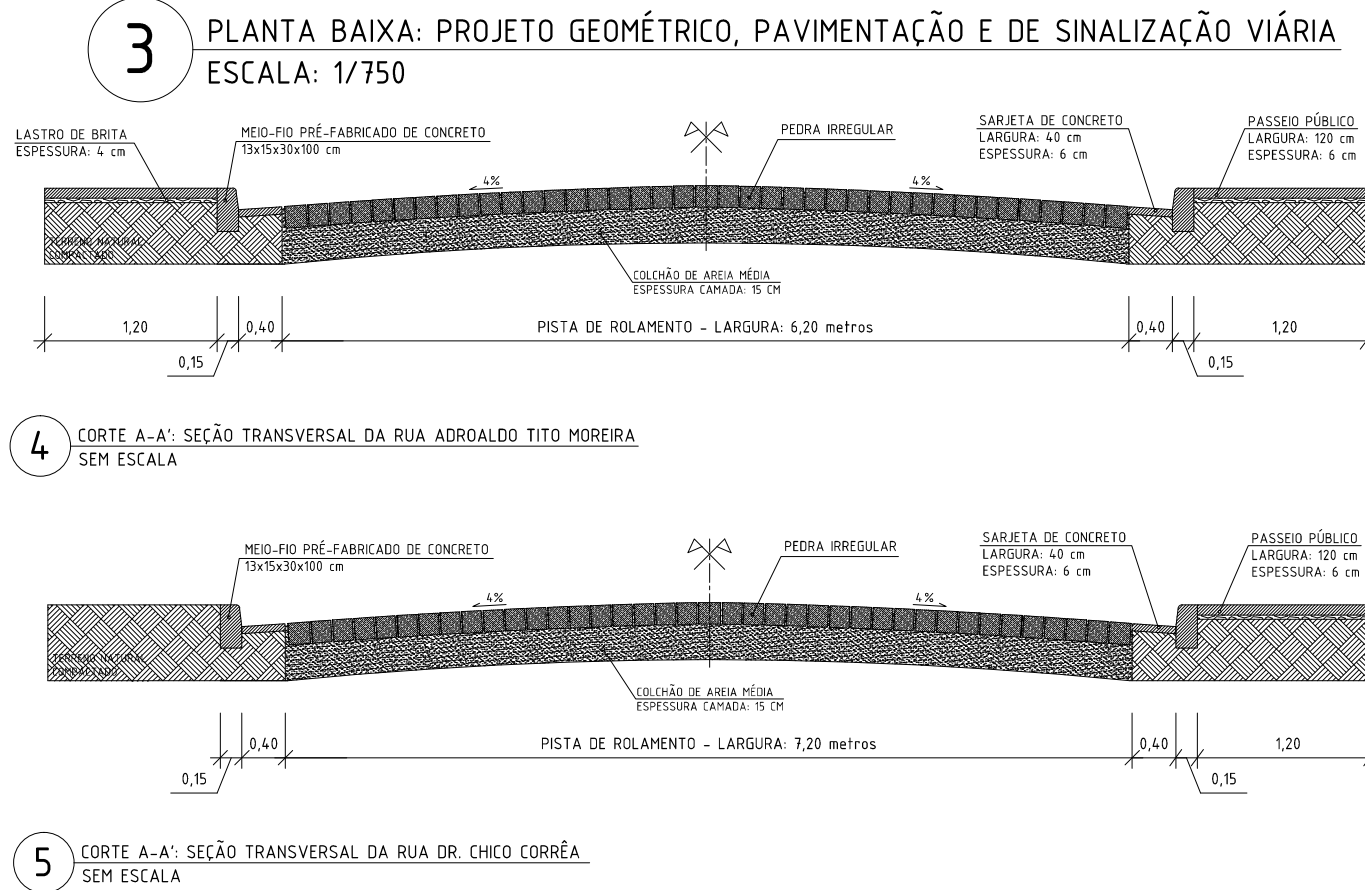 3
PLANTA BAIXA: PROJETO GEOMÉTRICO, PAVIMENTAÇÃO E DE SINALIZAÇÃO VIÁRIA
ESCALA: 1/750
LASTRO DE BRITA
ESPESSURA: 4 cm
MEIO-FIO PRÉ-FABRICADO DE CONCRETO
13x15x30x100 cm
PEDRA IRREGULAR
SARJETA DE CONCRETO
LARGURA: 40 cm
ESPESSURA: 6 cm
PASSEIO PÚBLICO
LARGURA: 120 cm
ESPESSURA: 6 cm
4%
4%
TERRENO NATURAL
COMPACTADO
COLCHÃO DE AREIA MÉDIA
ESPESSURA CAMADA: 15 CM
1,20
0,15
0,40
PISTA DE ROLAMENTO - LARGURA: 6,20 metros
0,40
0,15
1,20
4
CORTE A-A': SEÇÃO TRANSVERSAL DA RUA ADROALDO TITO MOREIRA
SEM ESCALA
MEIO-FIO PRÉ-FABRICADO DE CONCRETO
13x15x30x100 cm
PEDRA IRREGULAR
SARJETA DE CONCRETO
LARGURA: 40 cm
ESPESSURA: 6 cm
PASSEIO PÚBLICO
LARGURA: 120 cm
ESPESSURA: 6 cm
4%
4%
TERRENO NATURAL
COMPACTADO
COLCHÃO DE AREIA MÉDIA
ESPESSURA CAMADA: 15 CM
0,15
0,40
PISTA DE ROLAMENTO - LARGURA: 7,20 metros
0,40
0,15
1,20
5
CORTE A-A': SEÇÃO TRANSVERSAL DA RUA DR. CHICO CORRÊA
SEM ESCALA